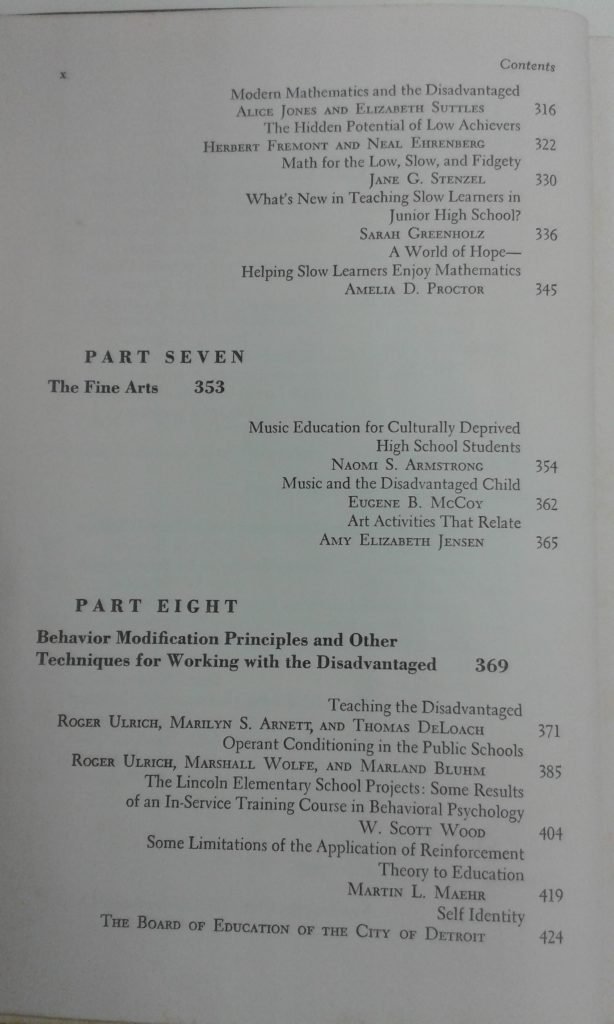 x
Contents
Modern Mathematics and the Disadvantaged
Alice Jones and Elizabeth Suttles 316
The Hidden Potential of Low Achievers
Herbert Fremont and Neal Ehrenberg 322
Math for the Low, Slow, and Fidgety
Jane G. Stenzel 330
What's New in Teaching Slow Learners in
Junior High School?
Sarah Greenholz 336
A World of Hope—
Helping Slow Learners Enjoy Mathematics
Amelia D. Proctor 345
PART SEVEN
The Fine Arts 353
Music Education for Culturally Deprived
High School Students
Naomi S. Armstrong 354
Music and the Disadvantaged Child
Eugene B. McCoy 362
Art Activities That Relate
Amy Elizabeth Jensen 365
PART EIGHT
Behavior Modification Principles and Other
Techniques for Working with the Disadvantaged 369
Teaching the Disadvantaged
Roger Ulrich, Marilyn S. Arnett, and Thomas DeLoach 371
Operant Conditioning in the Public Schools
Roger Ulrich, Marshall Wolfe, and Marland Bluhm 385
The Lincoln Elementary School Projects: Some Results
of an In-Service Training Course in Behavioral Psychology
W. Scott Wood 404
Some Limitations of the Application of Reinforcement
Theory to Education
Martin L. Maehr 419
Self Identity
The Board of Education of the City of Detroit 424